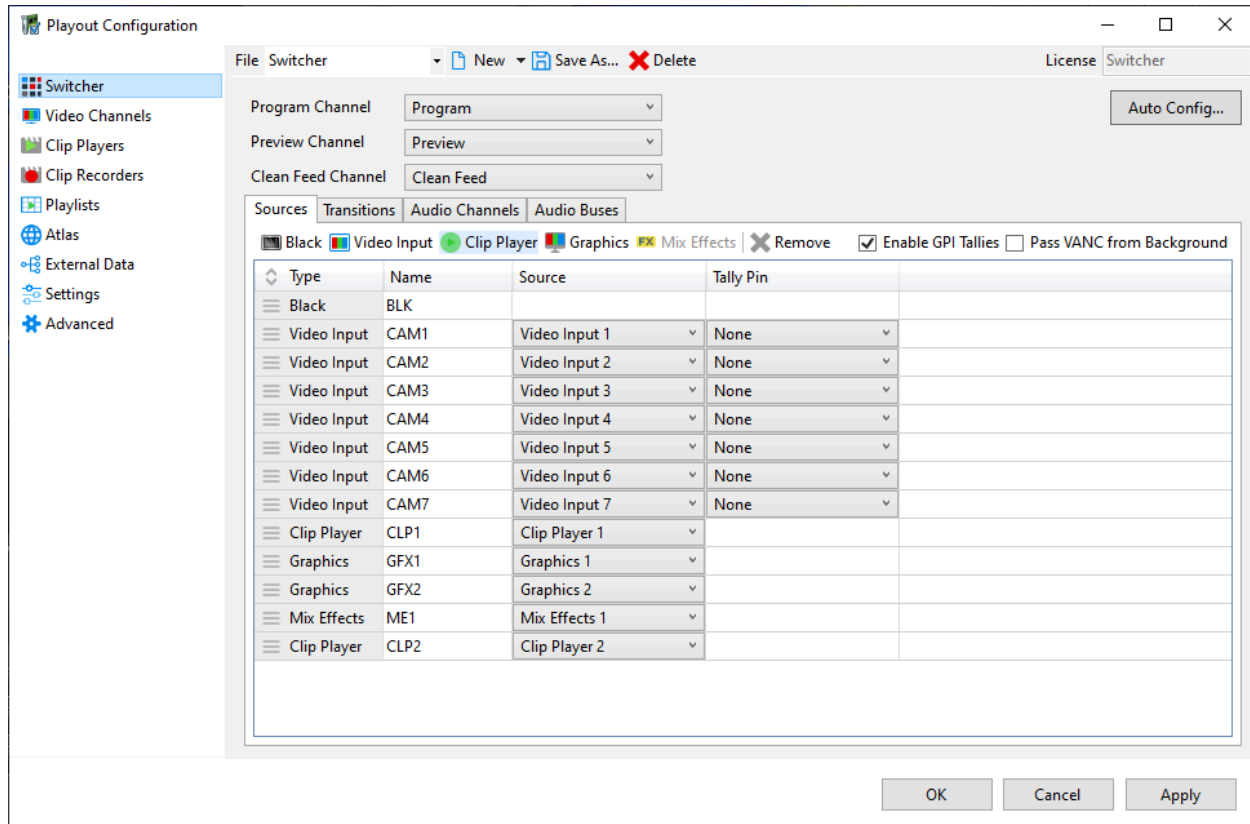 Playout Configuration
File Switcher New Save As... Delete License Switcher
Switcher
Video Channels
Clip Players
Clip Recorders
Playlists
Atlas
External Data
Settings
Advanced
Program Channel Program Auto Config...
Preview Channel Preview
Clean Feed Channel Clean Feed
Sources Transitions Audio Channels Audio Buses
Black Video Input Clip Player Graphics FX Mix Effects Remove Enable GPI Tallies Pass VANC from Background
Type Name Source Tally Pin
Black BLK
Video Input CAM1 Video Input 1 None
Video Input CAM2 Video Input 2 None
Video Input CAM3 Video Input 3 None
Video Input CAM4 Video Input 4 None
Video Input CAM5 Video Input 5 None
Video Input CAM6 Video Input 6 None
Video Input CAM7 Video Input 7 None
Clip Player CLP1 Clip Player 1
Graphics GFX1 Graphics 1
Graphics GFX2 Graphics 2
Mix Effects ME1 Mix Effects 1
Clip Player CLP2 Clip Player 2
OK Cancel Apply